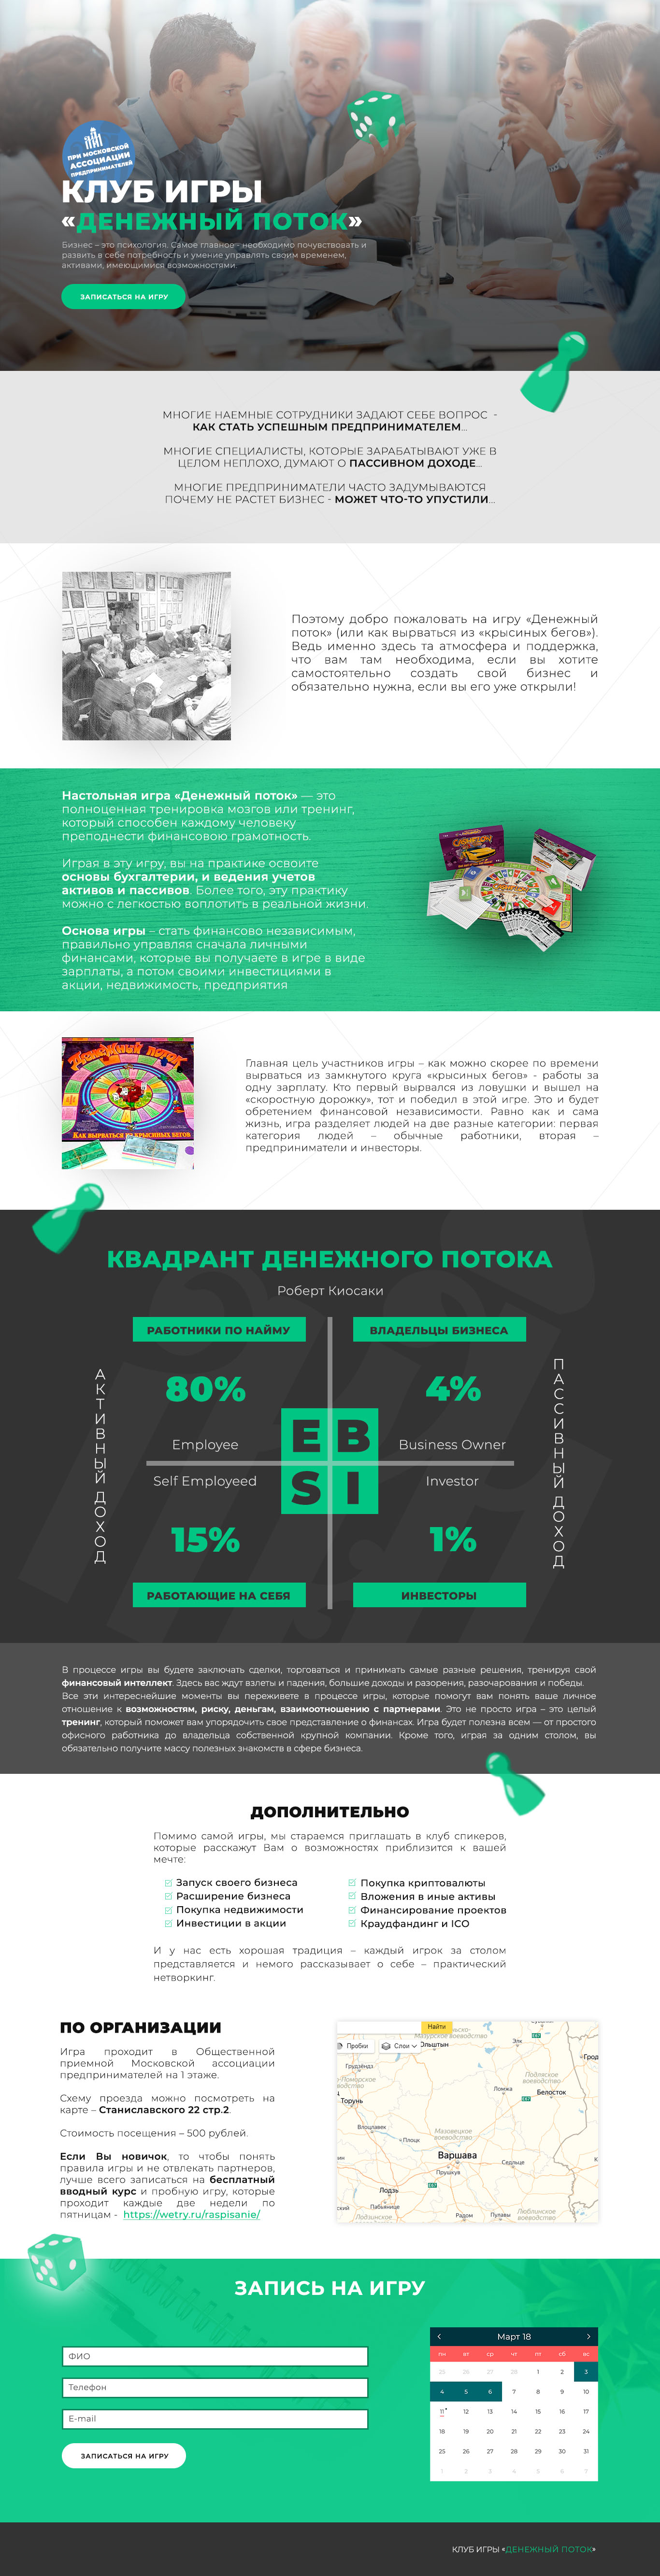 ПРИ МОСКОВСКОЙ
АССОЦИАЦИИ
ПРЕДПРИНИМАТЕЛЕЙ
КЛУБ ИГРЫ
«ДЕНЕЖНЫЙ ПОТОК»
Бизнес – это психология. Самое главное - необходимо почувствовать и
развить в себе потребность и умение управлять своим временем,
активами, имеющимися возможностями.
ЗАПИСАТЬСЯ НА ИГРУ
МНОГИЕ НАЕМНЫЕ СОТРУДНИКИ ЗАДАЮТ СЕБЕ ВОПРОС -
КАК СТАТЬ УСПЕШНЫМ ПРЕДПРИНИМАТЕЛЕМ...
МНОГИЕ СПЕЦИАЛИСТЫ, КОТОРЫЕ ЗАРАБАТЫВАЮТ УЖЕ В
ЦЕЛОМ НЕПЛОХО, ДУМАЮТ О ПАССИВНОМ ДОХОДЕ...
МНОГИЕ ПРЕДПРИНИМАТЕЛИ ЧАСТО ЗАДУМЫВАЮТСЯ
ПОЧЕМУ НЕ РАСТЕТ БИЗНЕС - МОЖЕТ ЧТО-ТО УПУСТИЛИ...
Поэтому добро пожаловать на игру «Денежный
поток» (или как вырваться из «крысиных бегов»).
Ведь именно здесь та атмосфера и поддержка,
что вам там необходима, если вы хотите
самостоятельно создать свой бизнес и
обязательно нужна, если вы его уже открыли!
Настольная игра «Денежный поток» — это
полноценная тренировка мозгов или тренинг,
который способен каждому человеку
преподнести финансовою грамотность.
Играя в эту игру, вы на практике освоите
основы бухгалтерии, и ведения учетов
активов и пассивов. Более того, эту практику
можно с легкостью воплотить в реальной жизни.
Основа игры – стать финансово независимым,
правильно управляя сначала личными
финансами, которые вы получаете в игре в виде
зарплаты, а потом своими инвестициями в
акции, недвижимость, предприятия
CASHFLOW
ДЕНЕЖНЫЙ ПОТОК
КАК ВЫРВАТЬСЯ ИЗ КРЫСИНЫХ БЕГОВ
Главная цель участников игры – как можно скорее по времени
вырваться из замкнутого круга «крысиных бегов» - работы за
одну зарплату. Кто первый вырвался из ловушки и вышел на
«скоростную дорожку», тот и победил в этой игре. Это и будет
обретением финансовой независимости. Равно как и сама
жизнь, игра разделяет людей на две разные категории: первая
категория людей – обычные работники, вторая –
предприниматели и инвесторы.
КВАДРАНТ ДЕНЕЖНОГО ПОТОКА
Роберт Киосаки
РАБОТНИКИ ПО НАЙМУ
ВЛАДЕЛЬЦЫ БИЗНЕСА
АКТИВНЫЙ ДОХОД
ПАССИВНЫЙ ДОХОД
80%
4%
E B
Employee
Business Owner
Self Employeed
Investor
S I
15%
1%
РАБОТАЮЩИЕ НА СЕБЯ
ИНВЕСТОРЫ
В процессе игры вы будете заключать сделки, торговаться и принимать самые разные решения, тренируя свой
финансовый интеллект. Здесь вас ждут взлеты и падения, большие доходы и разорения, разочарования и победы.
Все эти интереснейшие моменты вы переживете в процессе игры, которые помогут вам понять ваше личное
отношение к возможностям, риску, деньгам, взаимоотношению с партнерами. Это не просто игра – это целый
тренинг, который поможет вам упорядочить свое представление о финансах. Игра будет полезна всем — от простого
офисного работника до владельца собственной крупной компании. Кроме того, играя за одним столом, вы
обязательно получите массу полезных знакомств в сфере бизнеса.
ДОПОЛНИТЕЛЬНО
Помимо самой игры, мы стараемся приглашать в клуб спикеров,
которые расскажут Вам о возможностях приблизится к вашей
мечте:
Запуск своего бизнеса
Расширение бизнеса
Покупка недвижимости
Инвестиции в акции
Покупка криптовалюты
Вложения в иные активы
Финансирование проектов
Краудфандинг и ICO
И у нас есть хорошая традиция – каждый игрок за столом
представляется и немого рассказывает о себе – практический
нетворкинг.
ПО ОРГАНИЗАЦИИ
Игра проходит в Общественной
приемной Московской ассоциации
предпринимателей на 1 этаже.
Схему проезда можно посмотреть на
карте – Станиславского 22 стр.2.
Стоимость посещения – 500 рублей.
Если Вы новичок, то чтобы понять
правила игры и не отвлекать партнеров,
лучше всего записаться на бесплатный
вводный курс и пробную игру, которые
проходит каждые две недели по
пятницам - https://wetry.ru/raspisanie/
Найти
Пробки
Слои
Ольштын
Элк
Грудзёндз
Грод
Подляское
воеводство
Торунь
Ломжа
Белосток
Влоцлавек
Плоцк
Мазовецкое
воеводство
Варшава
Седльце
Прушкув
Лодзь
Пабьянице
Радом
Пулавы
Лодзинское
воеводство
Люблинское
воеводство
ЗАПИСЬ НА ИГРУ
ФИО
Телефон
E-mail
ЗАПИСАТЬСЯ НА ИГРУ
Март 18
пн вт ср чт пт сб вс
25 26 27 28 1 2 3
4 5 6 7 8 9 10
11 12 13 14 15 16 17
18 19 20 21 22 23 24
25 26 27 28 29 30 31
1 2 3 4 5 6 7
КЛУБ ИГРЫ «ДЕНЕЖНЫЙ ПОТОК»